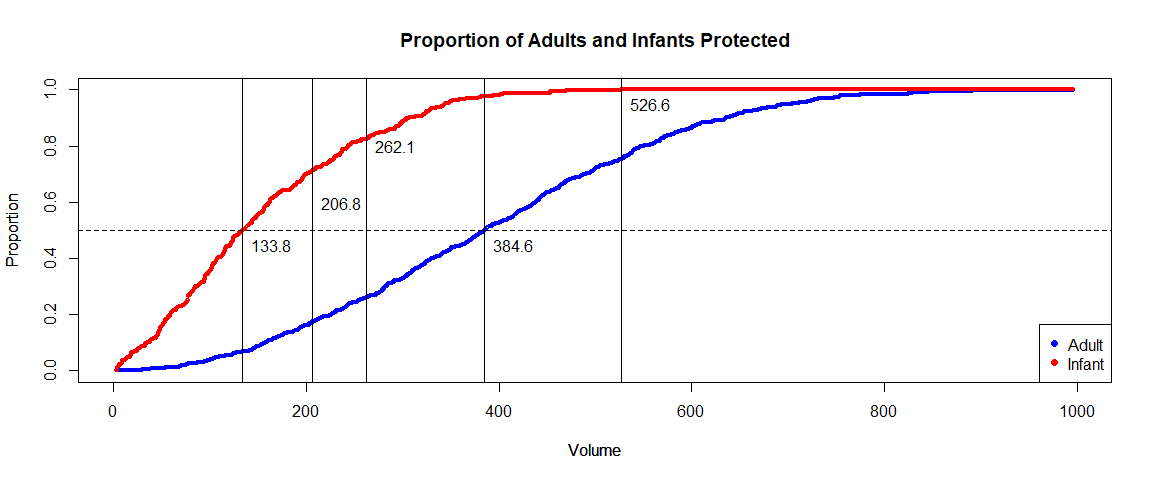 Proportion of Adults and Infants Protected
Proportion
1.0
0.8
0.6
0.4
0.2
0.0
526.6
262.1
206.8
133.8
384.6
Adult
Infant
0 200 400 600 800 1000
Volume